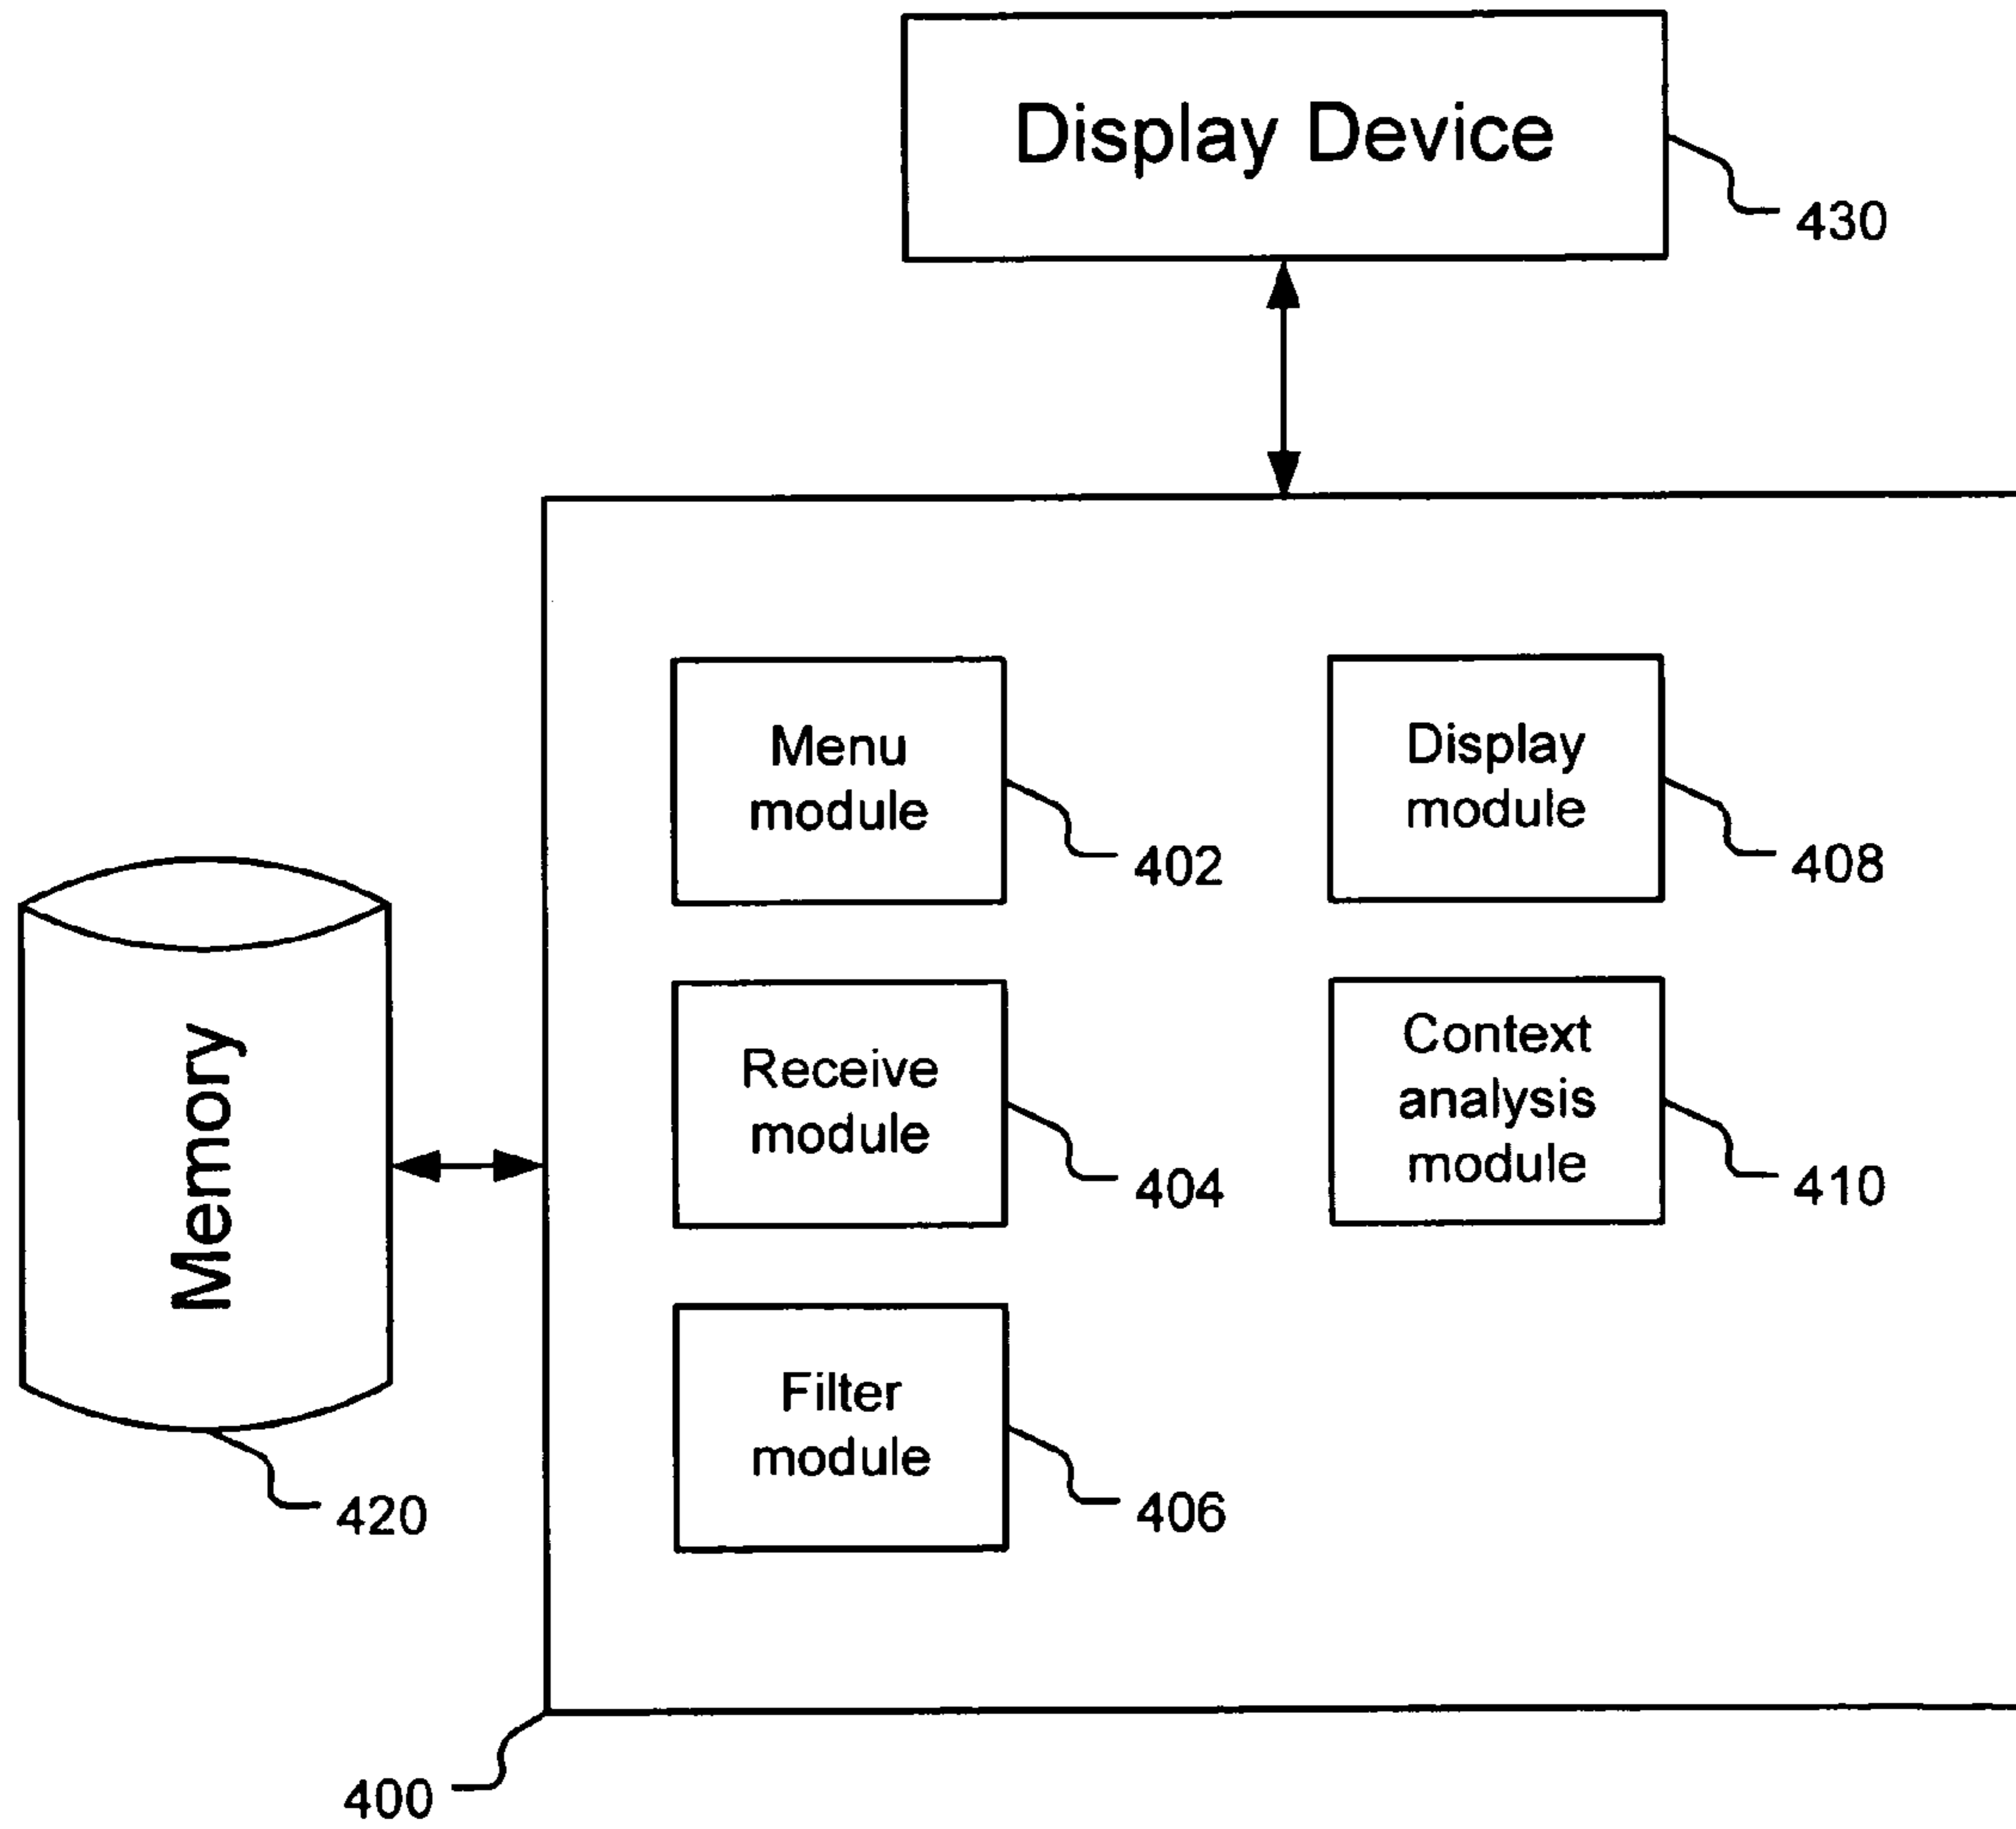 Display Device
430
Menu
module
402
Display
module
408
Receive
module
404
Context
analysis
module
410
Memory
420
Filter
module
406
400